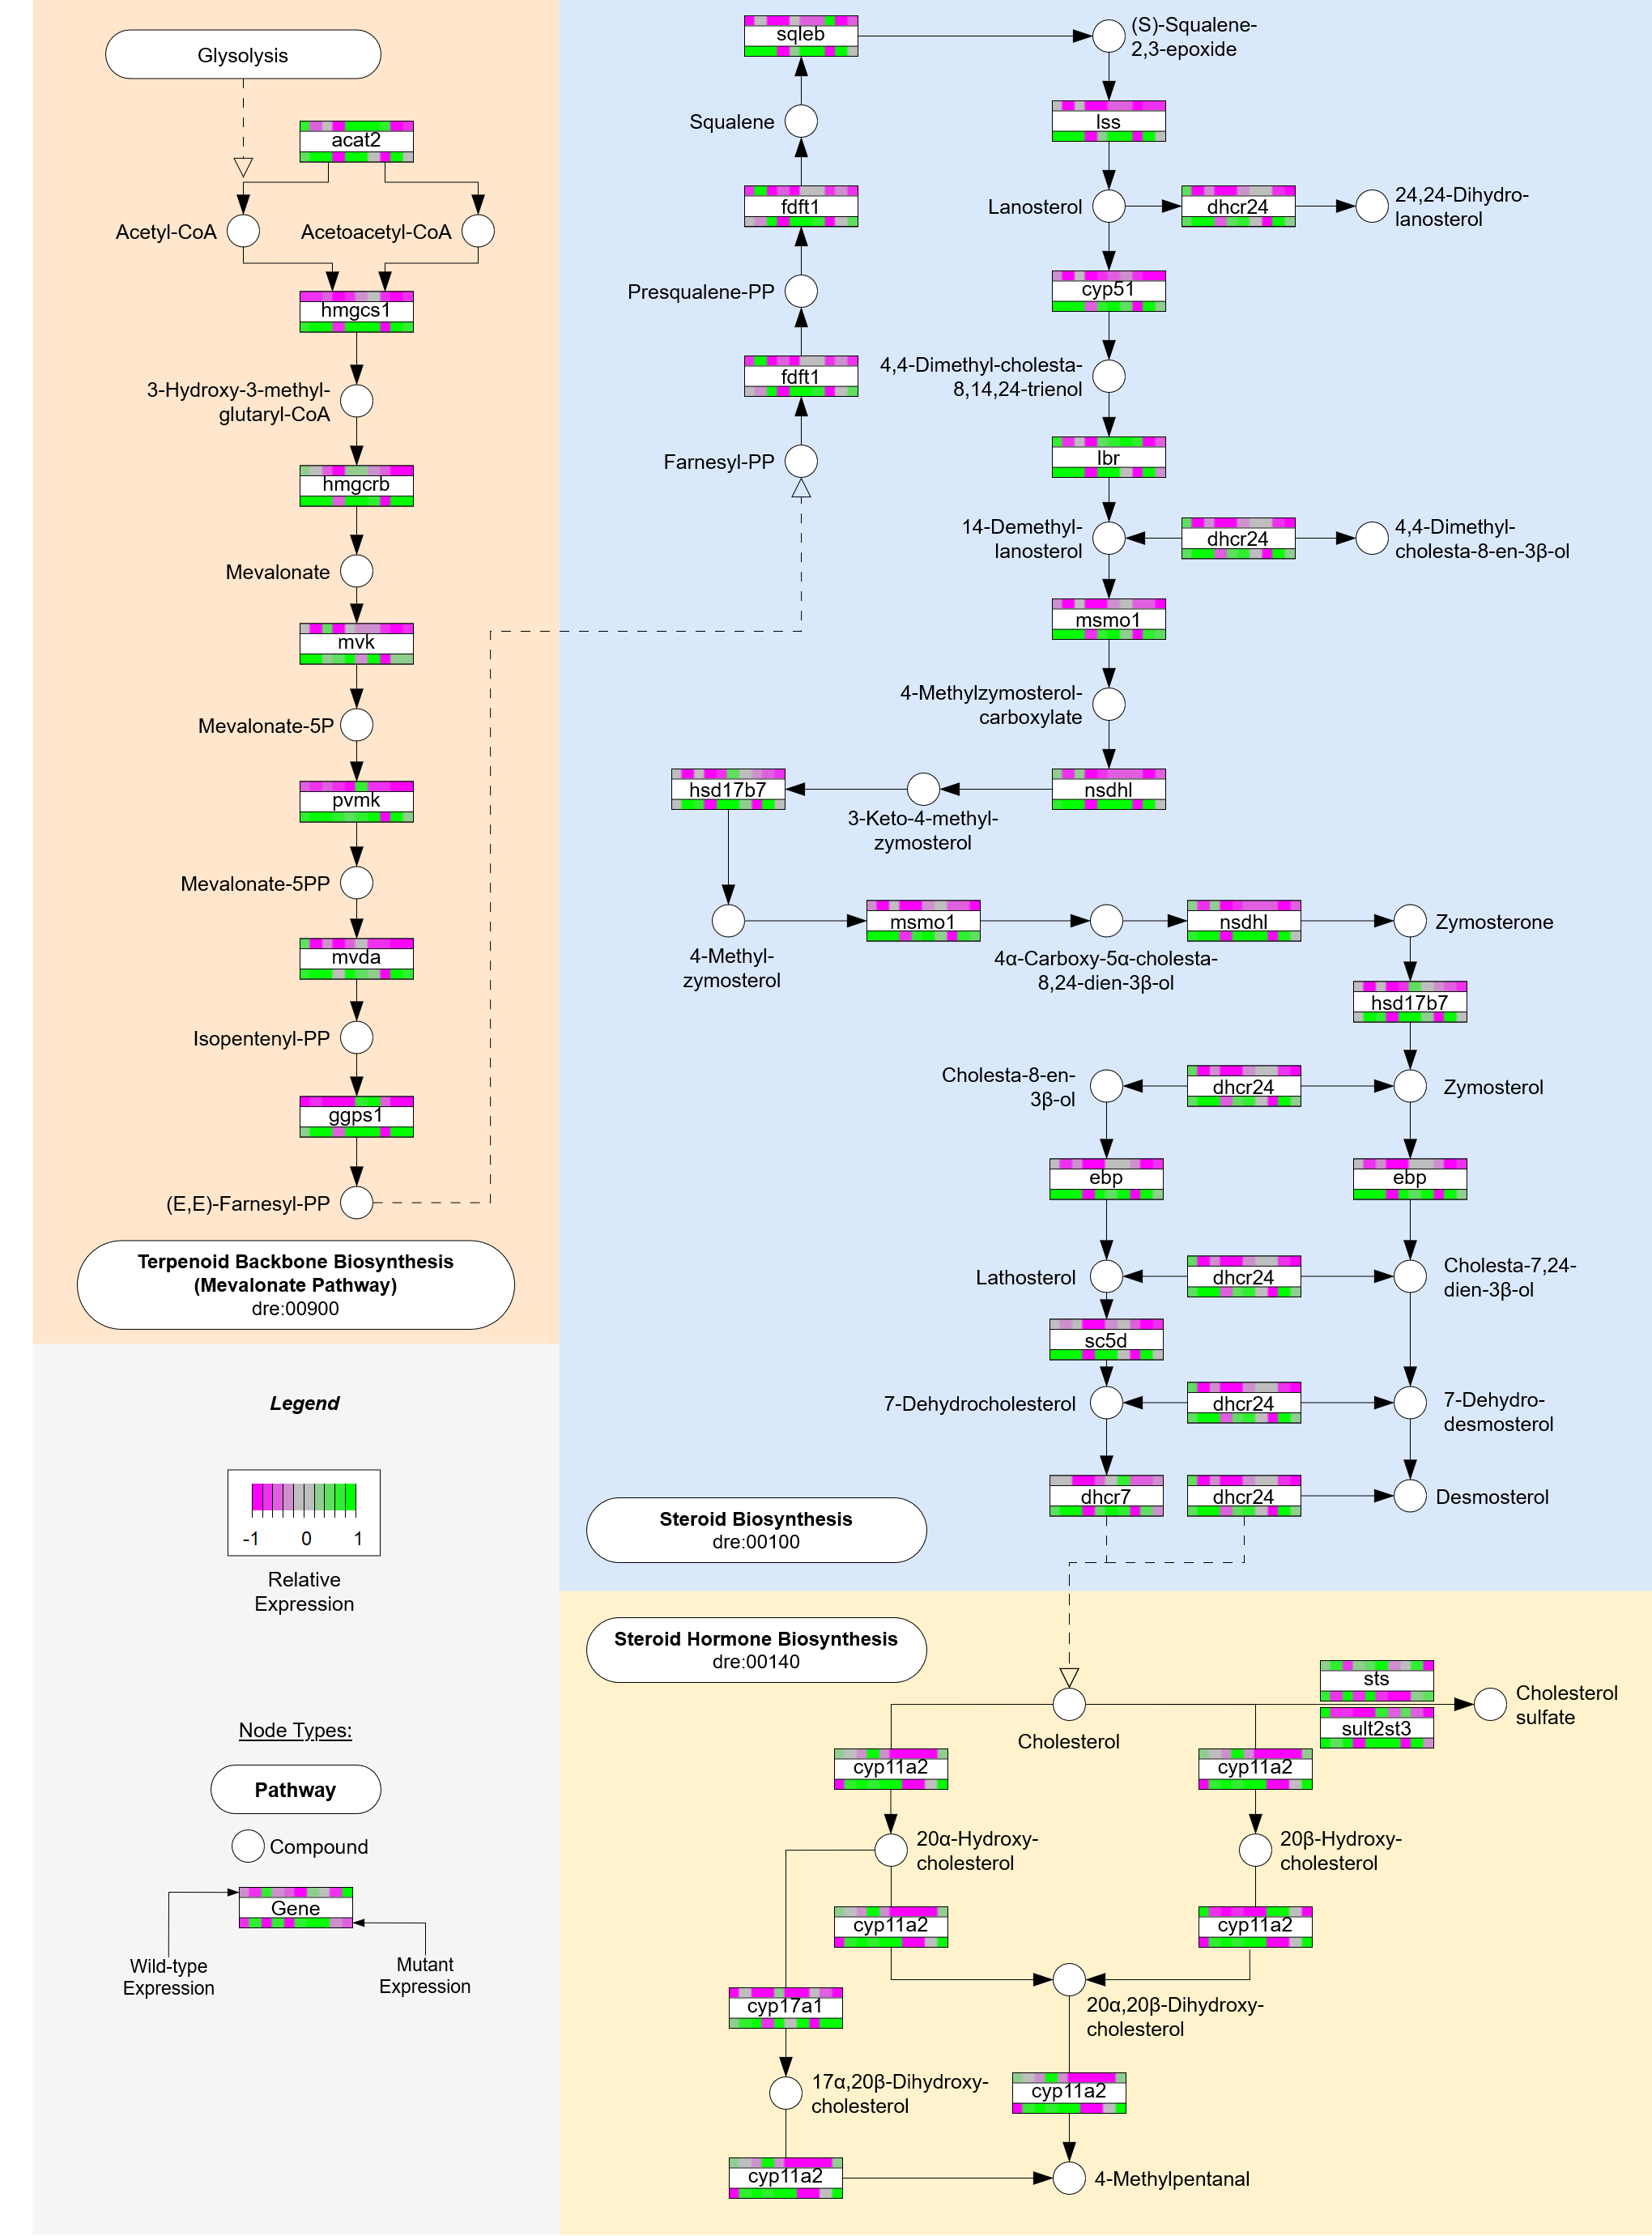 Glysolysis
acat2
Acetyl-CoA
Acetoacetyl-CoA
hmgcs1
3-Hydroxy-3-methyl-
glutaryl-CoA
hmgcrb
Mevalonate
mvk
Mevalonate-5P
pvmk
Mevalonate-5PP
mvda
Isopentenyl-PP
ggps1
(E,E)-Farnesyl-PP
Terpenoid Backbone Biosynthesis
(Mevalonate Pathway)
dre:00900
sqleb
(S)-Squalene-
2,3-epoxide
Squalene
lss
fdft1
Lanosterol
dhcr24
24,24-Dihydro-
lanosterol
Presqualene-PP
cyp51
fdft1
4,4-Dimethyl-cholesta-
8,14,24-trienol
Farnesyl-PP
lbr
14-Demethyl-
lanosterol
dhcr24
4,4-Dimethyl-
cholesta-8-en-3β-ol
msmo1
4-Methylzymosterol-
carboxylate
hsd17b7
3-Keto-4-methyl-
zymosterol
nsdhl
4-Methyl-
zymosterol
msmo1
4α-Carboxy-5α-cholesta-
8,24-dien-3β-ol
nsdhl
Zymosterone
hsd17b7
Cholesta-8-en-
3β-ol
dhcr24
Zymosterol
ebp
ebp
Lathosterol
dhcr24
Cholesta-7,24-
dien-3β-ol
sc5d
7-Dehydrocholesterol
dhcr24
7-Dehydro-
desmosterol
dhcr7
dhcr24
Desmosterol
Steroid Biosynthesis
dre:00100
Steroid Hormone Biosynthesis
dre:00140
Cholesterol
sts
sult2st3
Cholesterol
sulfate
cyp11a2
cyp11a2
20α-Hydroxy-
cholesterol
20β-Hydroxy-
cholesterol
cyp11a2
cyp11a2
cyp17a1
20α,20β-Dihydroxy-
cholesterol
17α,20β-Dihydroxy-
cholesterol
cyp11a2
cyp11a2
4-Methylpentanal
Legend
-1 0 1
Relative
Expression
Node Types:
Pathway
Compound
Gene
Wild-type
Expression
Mutant
Expression